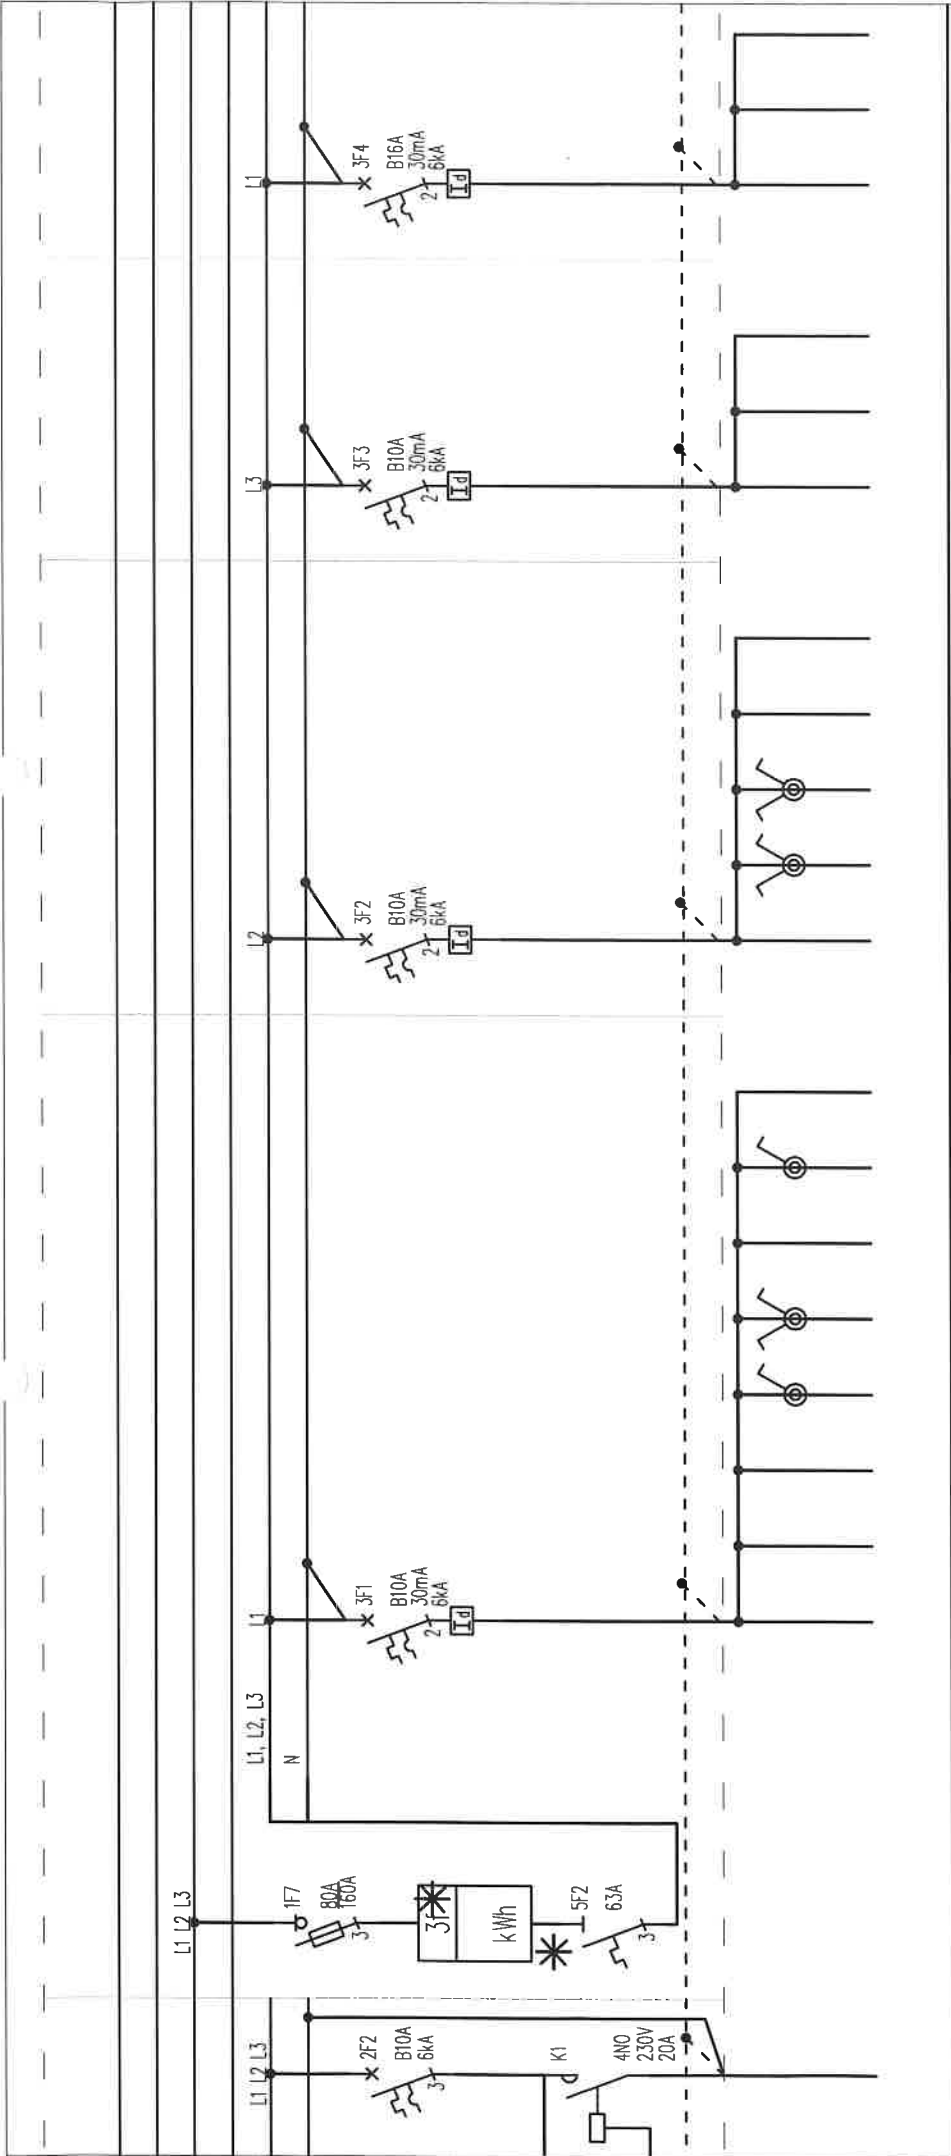 L1 L2 L3
2F2
B10A
6kA
3
K1
4NO
230V
20A
L1 L2 L3
1F7
80A
160A
3
3f
kWh
5F2
63A
3
L1, L2, L3
N
L1
3F1
B10A
30mA
6kA
2
Id
L2
3F2
B10A
30mA
6kA
2
Id
L3
3F3
B10A
30mA
6kA
2
Id
L1
3F4
B16A
30mA
6kA
2
Id